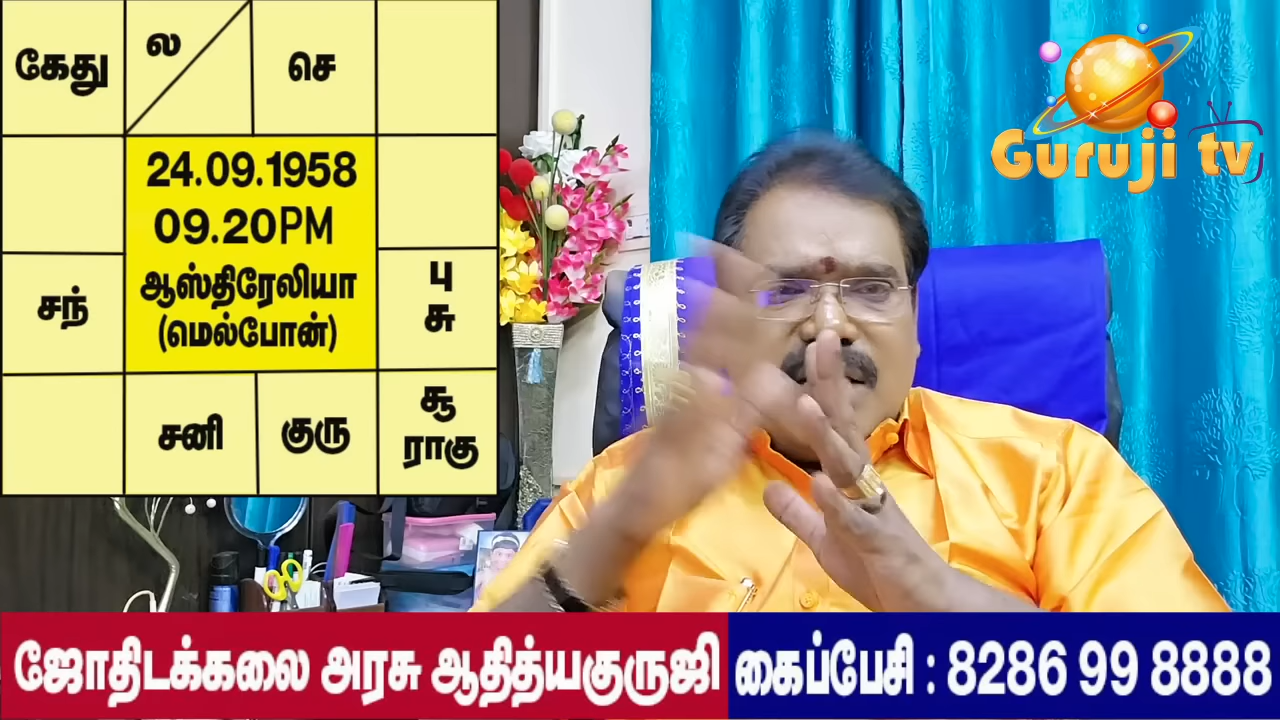 கேது
ல
செ
24.09.1958
09.20PM
ஆஸ்திரேலியா
(மெல்போன்)
சந்
பு
சு
சனி
குரு
சூ
ராகு
Guruji tv
ஜோதிடக்கலை அரசு ஆதித்யகுருஜி
கைப்பேசி : 8286 99 8888